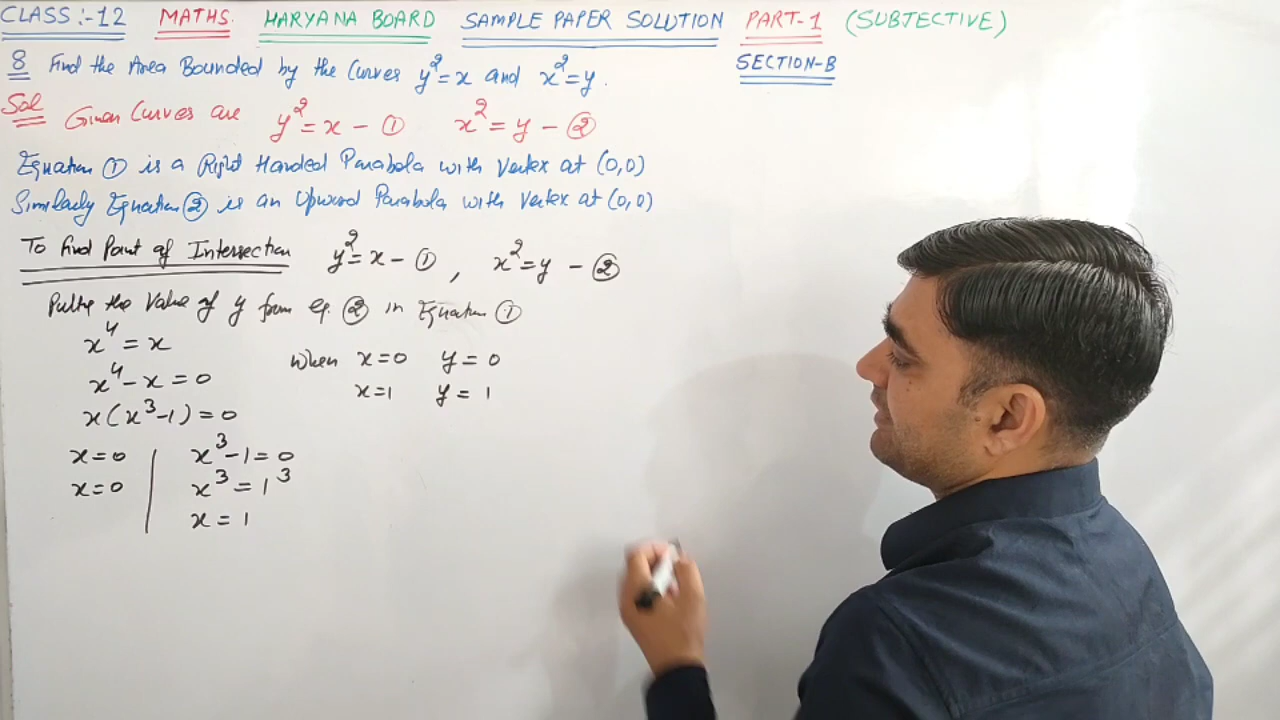 CLASS :-12 MATHS. HARYANA BOARD SAMPLE PAPER SOLUTION PART-1 (SUBJECTIVE)
8 Find the Area Bounded by the Curves y² = x and x² = y. SECTION-B
Sol Given Curves are y² = x - ① x² = y - ②
Equation ① is a Right Handed Parabola with Vertex at (0,0)
Similarly Equation ② is an Upward Parabola with Vertex at (0,0)
To Find Point of Intersection y² = x - ① , x² = y - ②
Putting the Value of y from eq. ② in Equation ①
x⁴ = x
x⁴ - x = 0 when x = 0 y = 0
x(x³ - 1) = 0 x = 1 y = 1
x = 0 | x³ - 1 = 0
x = 0 | x³ = 1³
x = 1